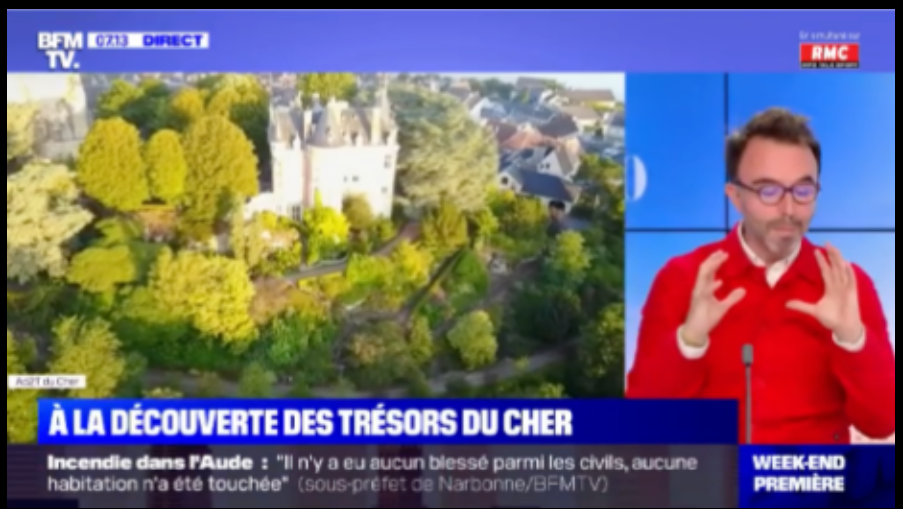 BFM
TV.
07.13 DIRECT
RMC
Ad2T du Cher
À LA DÉCOUVERTE DES TRÉSORS DU CHER
Incendie dans l'Aude : "Il n'y a eu aucun blessé parmi les civils, aucune
habitation n'a été touchée" (sous-préfet de Narbonne/BFMTV)
WEEK-END
PREMIÈRE